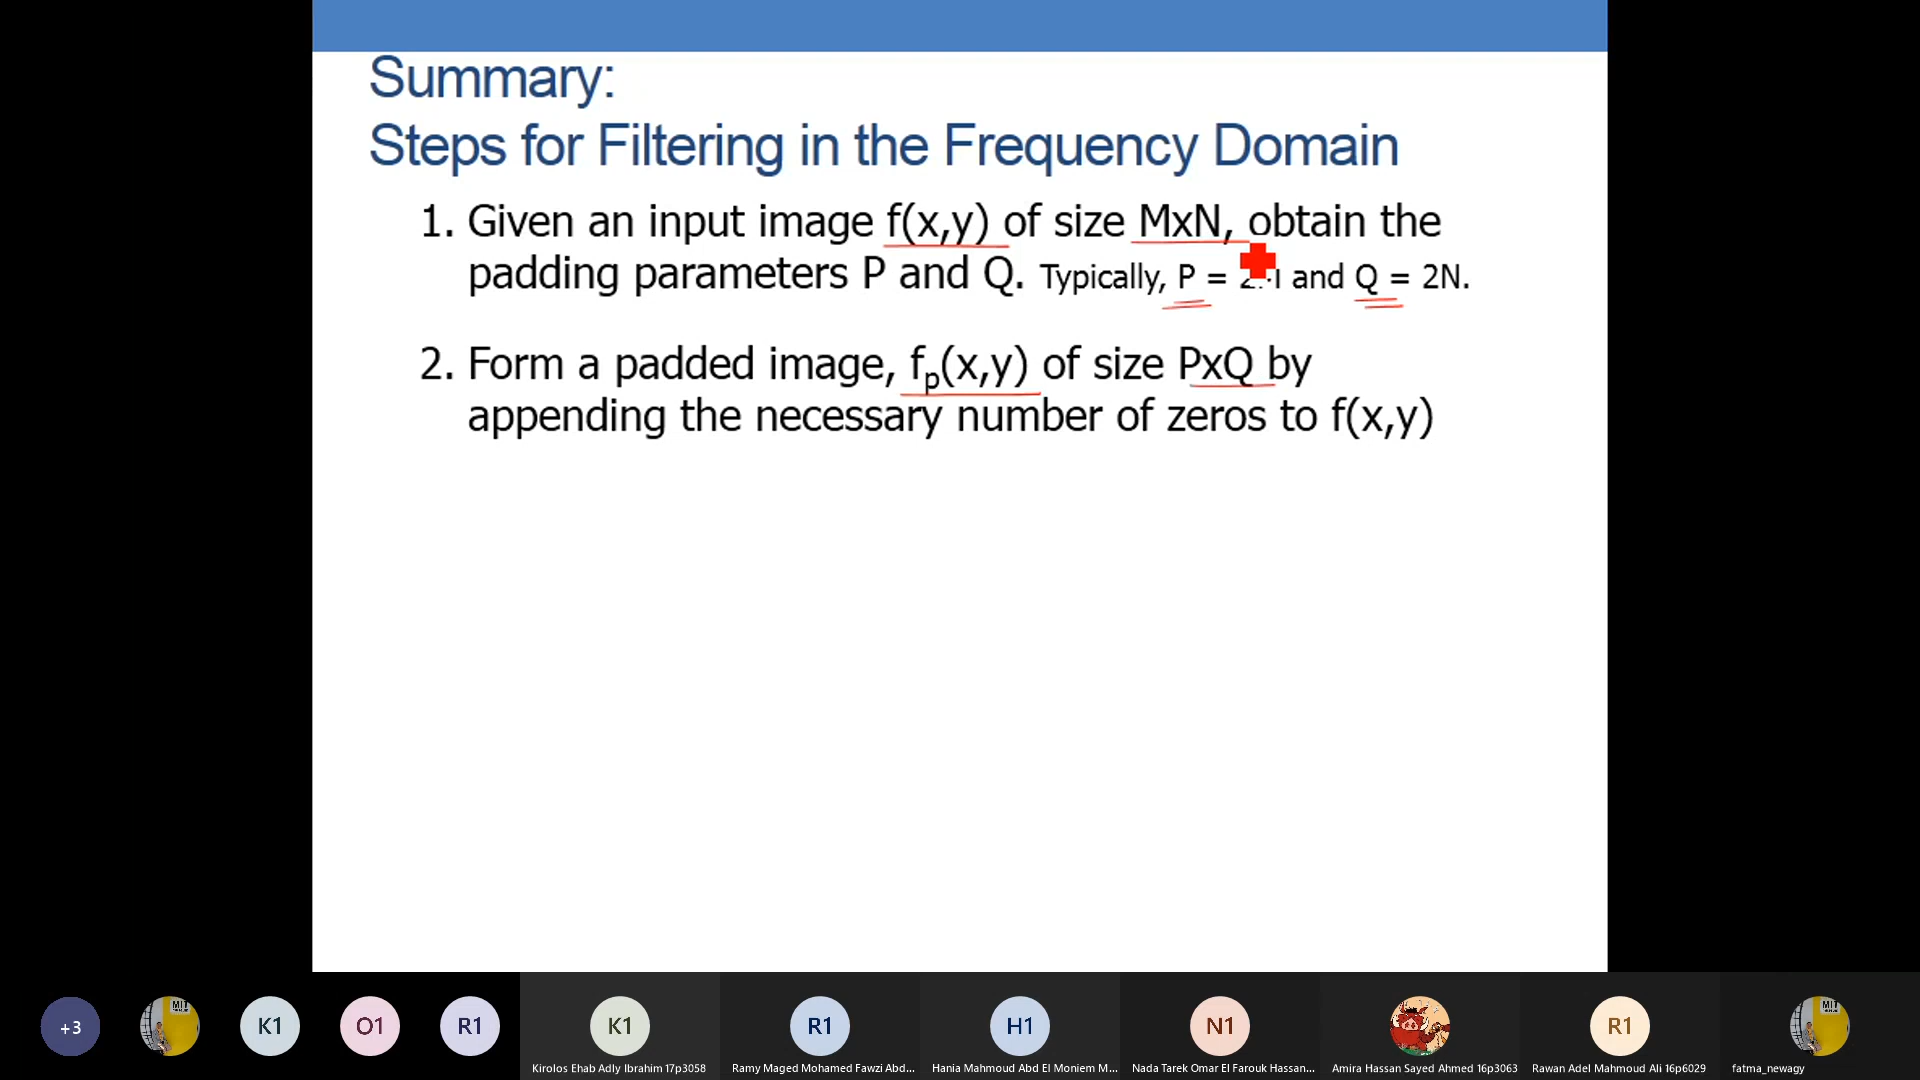 Summary:
Steps for Filtering in the Frequency Domain
1. Given an input image f(x,y) of size MxN, obtain the
padding parameters P and Q. Typically, P = and Q = 2N.
2. Form a padded image, fp(x,y) of size PxQ by
appending the necessary number of zeros to f(x,y)
+3
MIT
K1
O1
R1
K1
R1
H1
N1
R1
MIT
Kirolos Ehab Adly Ibrahim 17p3058
Ramy Maged Mohamed Fawzi Abd...
Hania Mahmoud Abd El Moniem M...
Nada Tarek Omar El Farouk Hassan...
Amira Hassan Sayed Ahmed 16p3063
Rawan Adel Mahmoud Ali 16p6029
fatma_newagy